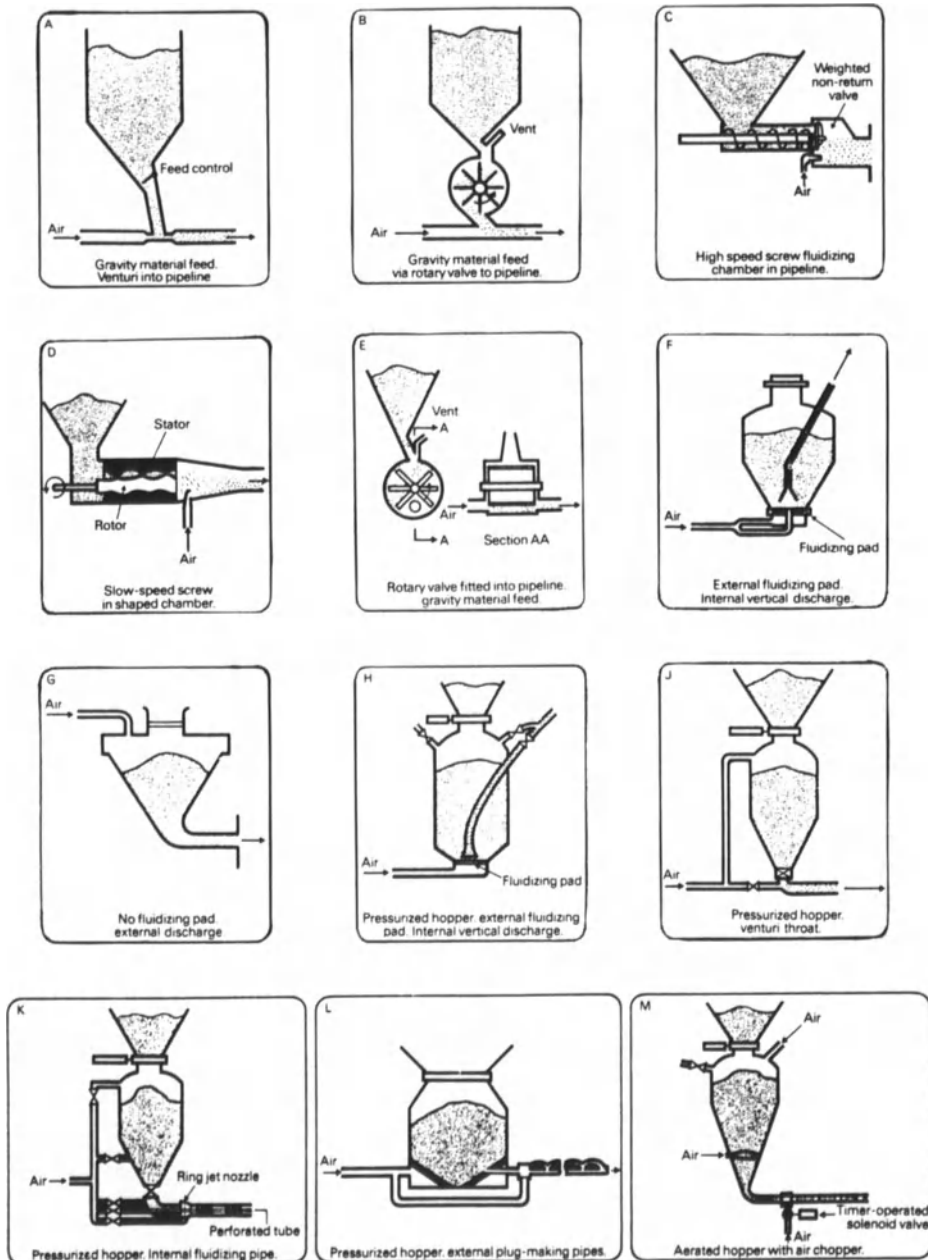 A
Feed control
Air
Gravity material feed.
Venturi into pipeline
B
Vent
Air
Gravity material feed
via rotary valve to pipeline.
C
Weighted
non-return
valve
Air
High speed screw fluidizing
chamber in pipeline.
D
Stator
Rotor
Air
Slow-speed screw
in shaped chamber.
E
Vent
A
Air
A
Section AA
Rotary valve fitted into pipeline.
gravity material feed.
F
Air
Fluidizing pad
External fluidizing pad.
Internal vertical discharge.
G
Air
No fluidizing pad.
external discharge
H
Air
Fluidizing pad
Pressurized hopper. external fluidizing
pad. Internal vertical discharge.
J
Air
Pressurized hopper.
venturi throat.
K
Air
Ring jet nozzle
Perforated tube
Pressurized hopper. Internal fluidizing pipe.
L
Air
Pressurized hopper. external plug-making pipes.
M
Air
Air
Timer-operated
solenoid valve
Air
Aerated hopper with air chopper.